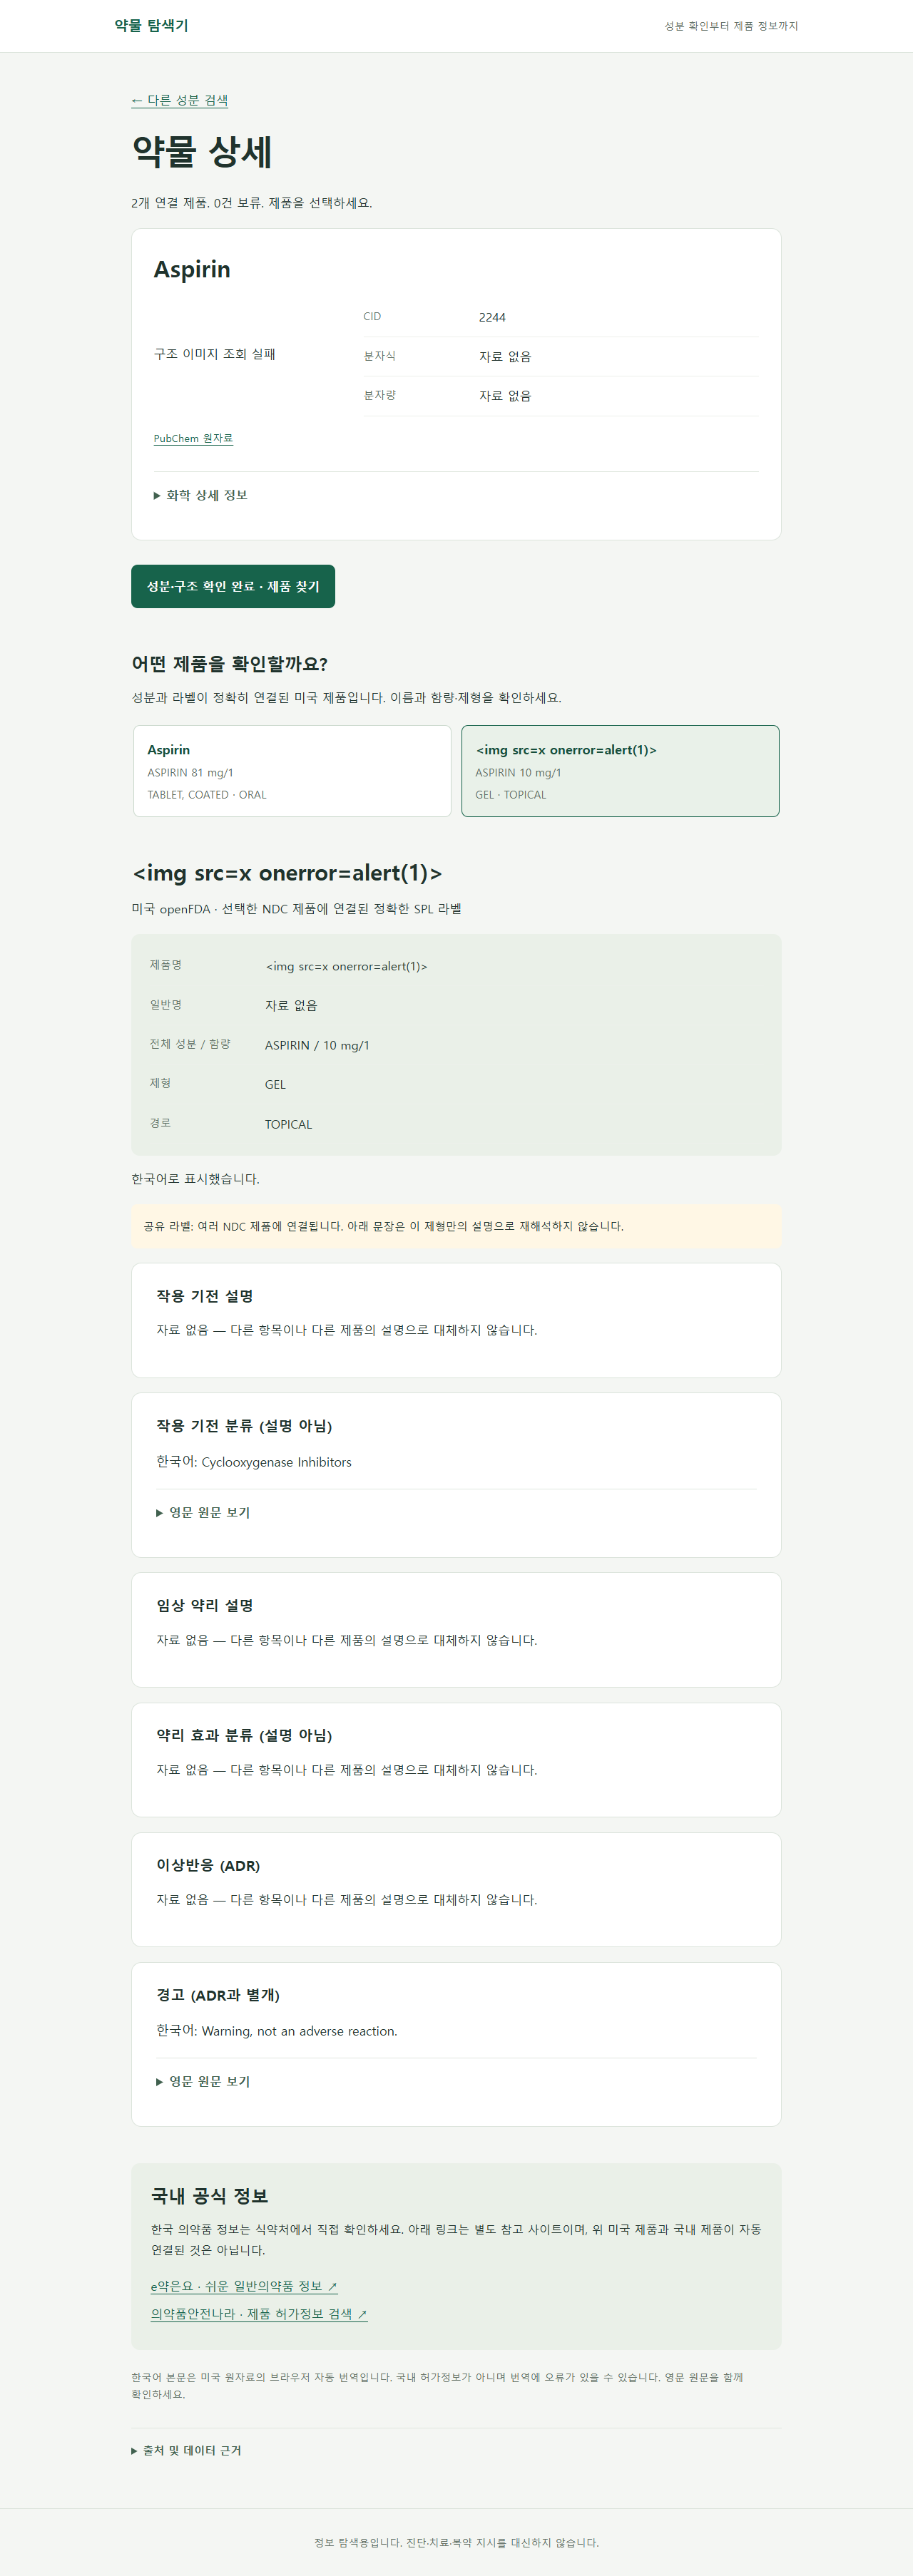 약물 탐색기
성분 확인부터 제품 정보까지
← 다른 성분 검색
약물 상세
2개 연결 제품. 0건 보류. 제품을 선택하세요.
Aspirin
구조 이미지 조회 실패
CID 2244
분자식 자료 없음
분자량 자료 없음
PubChem 원자료
▶ 화학 상세 정보
성분·구조 확인 완료 · 제품 찾기
어떤 제품을 확인할까요?
성분과 라벨이 정확히 연결된 미국 제품입니다. 이름과 함량·제형을 확인하세요.
Aspirin
ASPIRIN 81 mg/1
TABLET, COATED · ORAL
<img src=x onerror=alert(1)>
ASPIRIN 10 mg/1
GEL · TOPICAL
<img src=x onerror=alert(1)>
미국 openFDA · 선택한 NDC 제품에 연결된 정확한 SPL 라벨
제품명 <img src=x onerror=alert(1)>
일반명 자료 없음
전체 성분 / 함량 ASPIRIN / 10 mg/1
제형 GEL
경로 TOPICAL
한국어로 표시했습니다.
공유 라벨: 여러 NDC 제품에 연결됩니다. 아래 문장은 이 제형만의 설명으로 재해석하지 않습니다.
작용 기전 설명
자료 없음 — 다른 항목이나 다른 제품의 설명으로 대체하지 않습니다.
작용 기전 분류 (설명 아님)
한국어: Cyclooxygenase Inhibitors
▶ 영문 원문 보기
임상 약리 설명
자료 없음 — 다른 항목이나 다른 제품의 설명으로 대체하지 않습니다.
약리 효과 분류 (설명 아님)
자료 없음 — 다른 항목이나 다른 제품의 설명으로 대체하지 않습니다.
이상반응 (ADR)
자료 없음 — 다른 항목이나 다른 제품의 설명으로 대체하지 않습니다.
경고 (ADR과 별개)
한국어: Warning, not an adverse reaction.
▶ 영문 원문 보기
국내 공식 정보
한국 의약품 정보는 식약처에서 직접 확인하세요. 아래 링크는 별도 참고 사이트이며, 위 미국 제품과 국내 제품이 자동
연결된 것은 아닙니다.
e약은요 · 쉬운 일반의약품 정보 ↗
의약품안전나라 · 제품 허가정보 검색 ↗
한국어 본문은 미국 원자료의 브라우저 자동 번역입니다. 국내 허가정보가 아니며 번역에 오류가 있을 수 있습니다. 영문 원문을 함께
확인하세요.
▶ 출처 및 데이터 근거
정보 탐색용입니다. 진단·치료·복약 지시를 대신하지 않습니다.